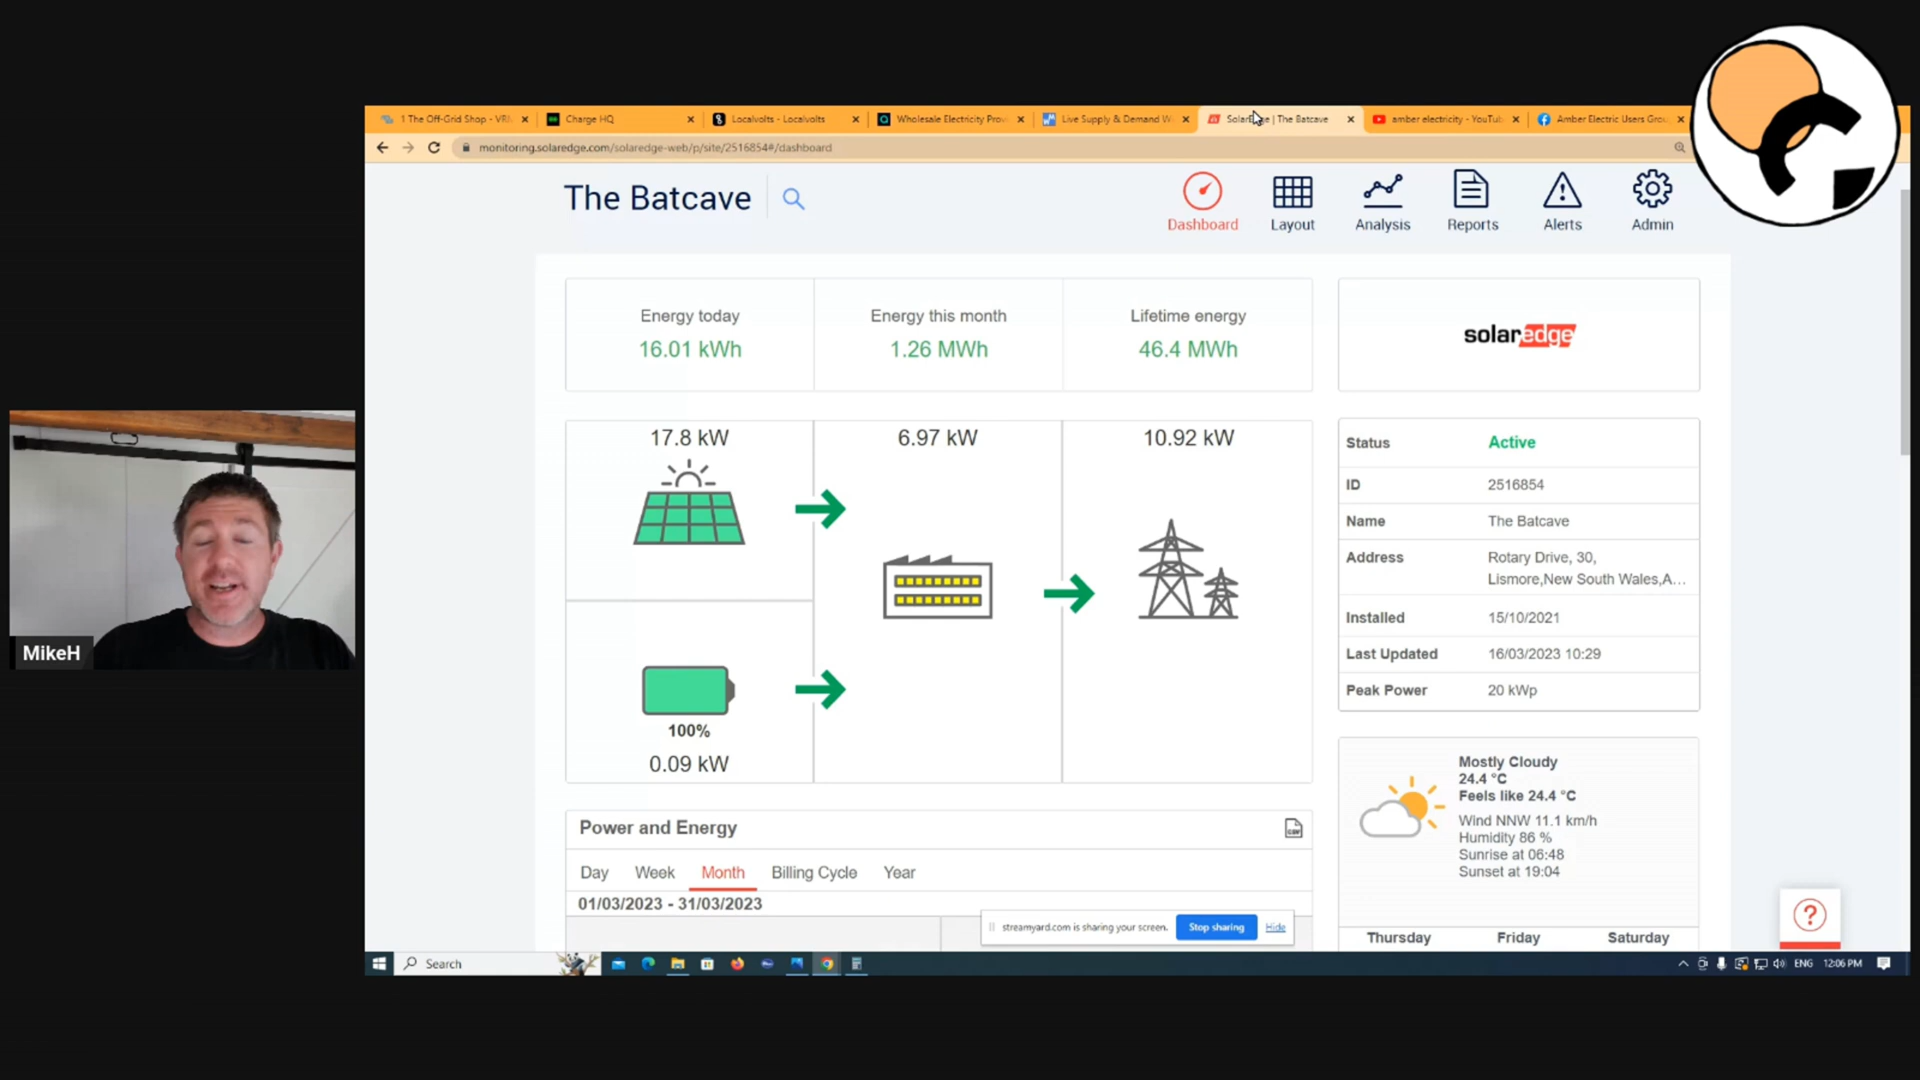 1 The Off-Grid Shop - VR
Charge HQ
Localvolts - Localvolts
Wholesale Electricity Prov
Live Supply & Demand W
SolarEdge | The Batcave
amber electricity - YouTub
Amber Electric Users Grou
monitoring.solaredge.com/solaredge-web/p/site/2516854#/dashboard
The Batcave
Dashboard
Layout
Analysis
Reports
Alerts
Admin
Energy today
16.01 kWh
Energy this month
1.26 MWh
Lifetime energy
46.4 MWh
solaredge
17.8 kW
6.97 kW
10.92 kW
100%
0.09 kW
Status Active
ID 2516854
Name The Batcave
Address Rotary Drive, 30,
Lismore,New South Wales,A...
Installed 15/10/2021
Last Updated 16/03/2023 10:29
Peak Power 20 kWp
MikeH
Mostly Cloudy
24.4 °C
Feels like 24.4 °C
Wind NNW 11.1 km/h
Humidity 86 %
Sunrise at 06:48
Sunset at 19:04
Thursday Friday Saturday
Power and Energy
Day Week Month Billing Cycle Year
01/03/2023 - 31/03/2023
streamyard.com is sharing your screen. Stop sharing Hide
?
Search
ENG 12:06 PM